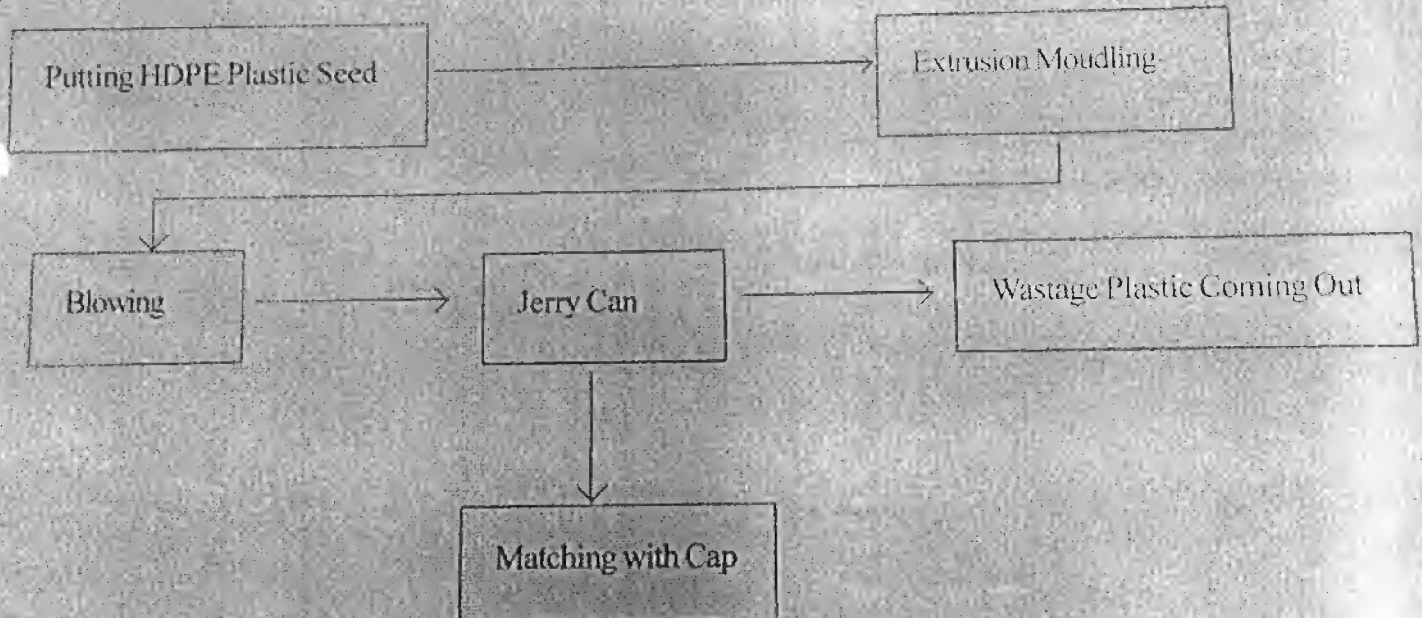 Putting HDPE Plastic Seed
Extrusion Moudling
Blowing
Jerry Can
Wastage Plastic Coming Out
Matching with Cap